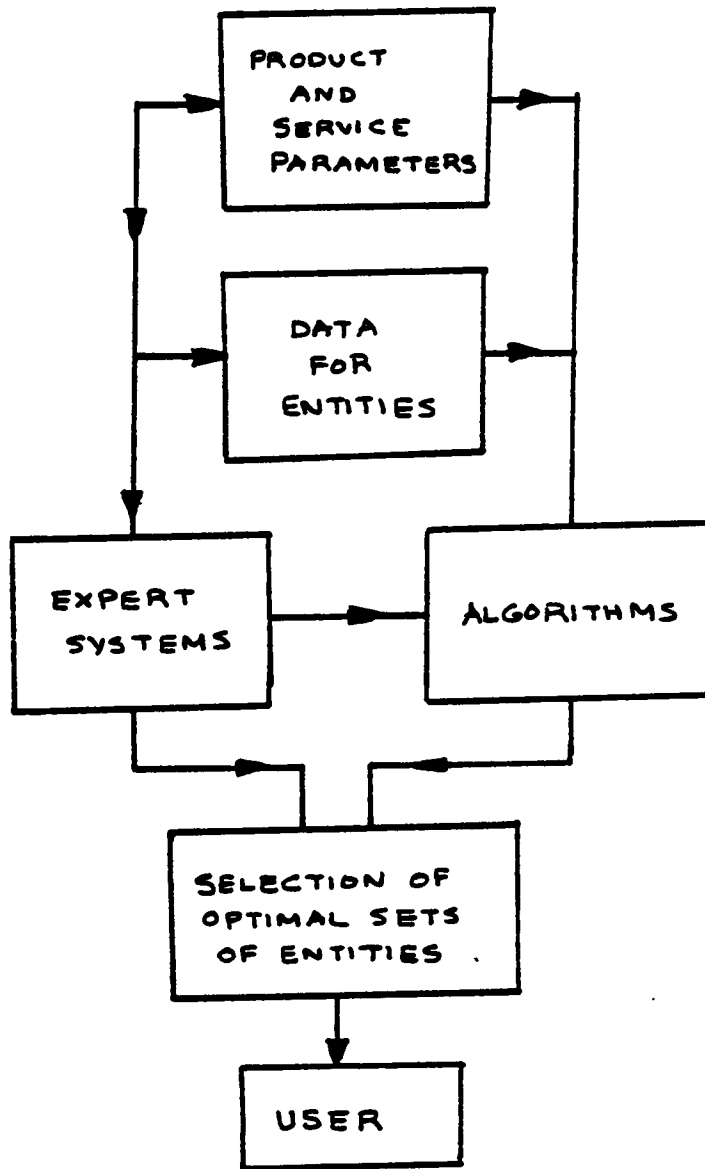 PRODUCT
AND
SERVICE
PARAMETERS
DATA
FOR
ENTITIES
EXPERT
SYSTEMS
ALGORITHMS
SELECTION OF
OPTIMAL SETS
OF ENTITIES
USER